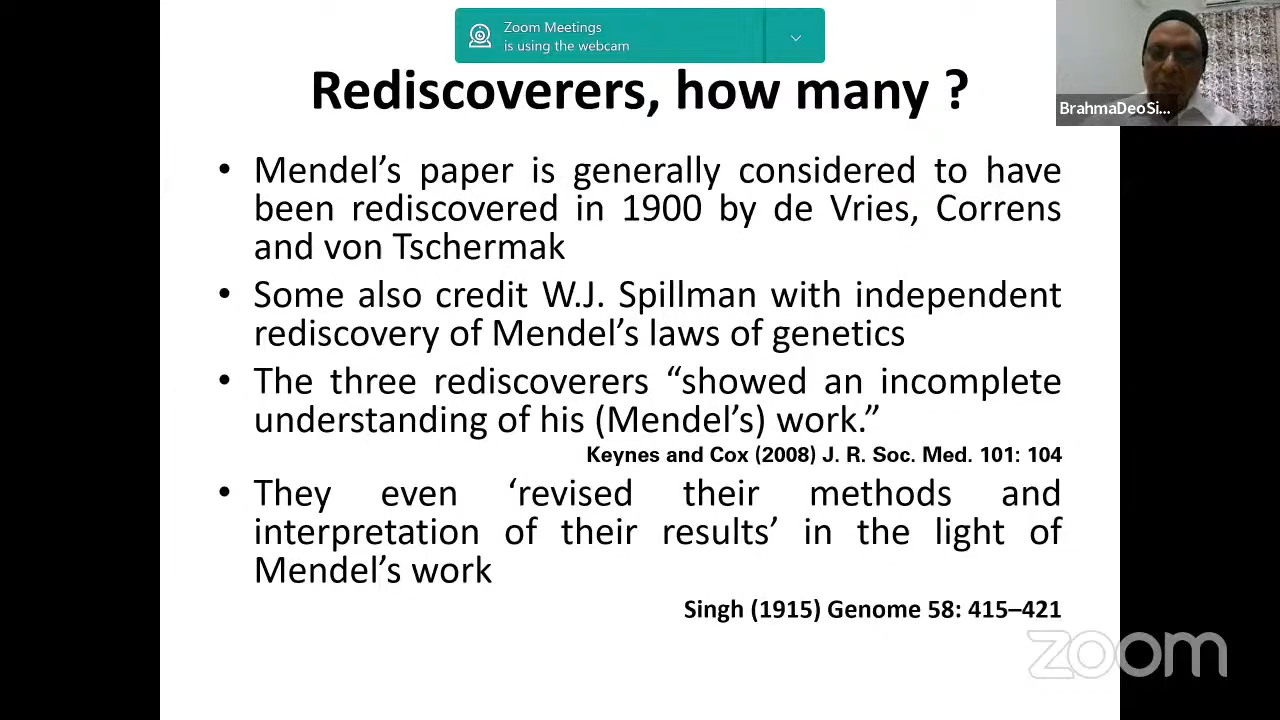 Zoom Meetings
is using the webcam
Rediscoverers, how many ?
BrahmaDeoSi...
• Mendel’s paper is generally considered to have
been rediscovered in 1900 by de Vries, Correns
and von Tschermak
• Some also credit W.J. Spillman with independent
rediscovery of Mendel’s laws of genetics
• The three rediscoverers “showed an incomplete
understanding of his (Mendel’s) work.”
Keynes and Cox (2008) J. R. Soc. Med. 101: 104
• They even ‘revised their methods and
interpretation of their results’ in the light of
Mendel’s work
Singh (1915) Genome 58: 415–421
zoom